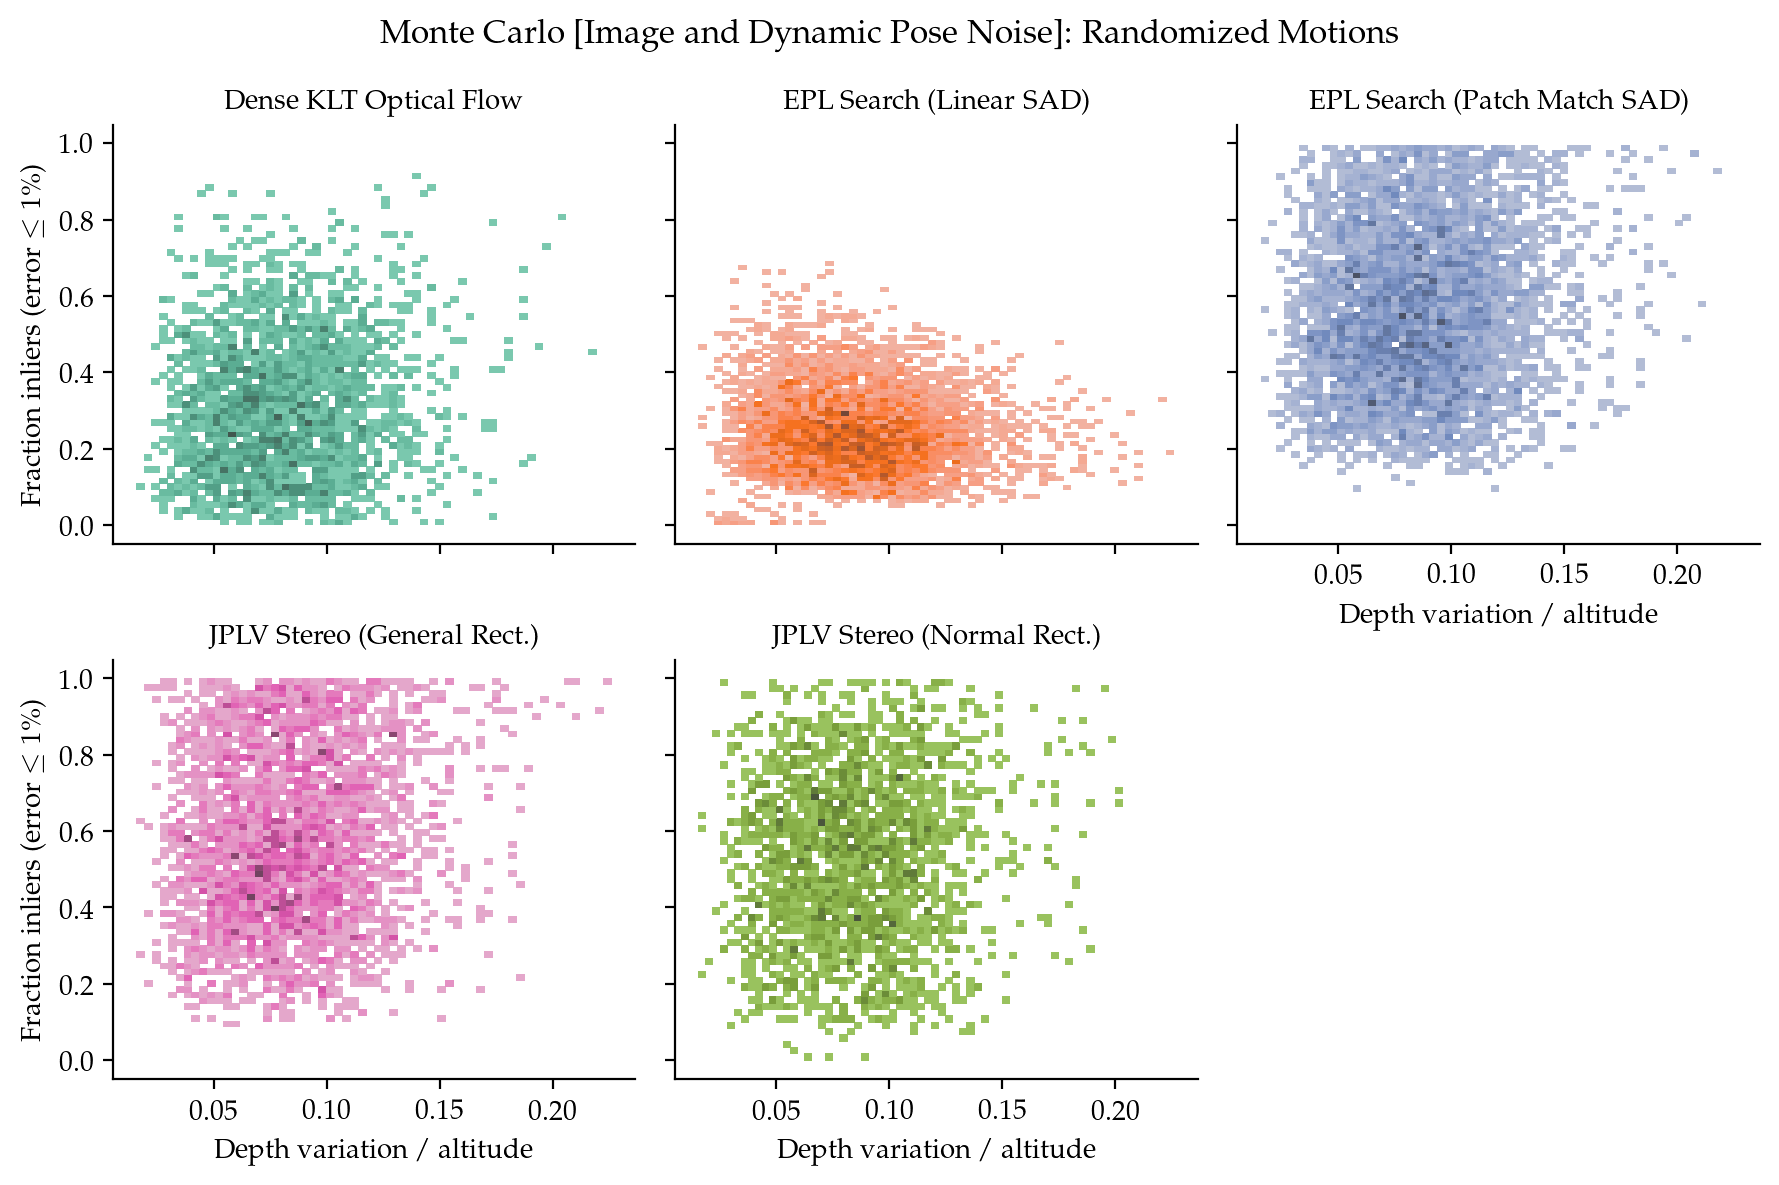 Monte Carlo [Image and Dynamic Pose Noise]: Randomized Motions
Dense KLT Optical Flow
EPL Search (Linear SAD)
EPL Search (Patch Match SAD)
Fraction inliers (error ≤ 1%)
1.0
0.8
0.6
0.4
0.2
0.0
0.05 0.10 0.15 0.20
Depth variation / altitude
JPLV Stereo (General Rect.)
JPLV Stereo (Normal Rect.)
Fraction inliers (error ≤ 1%)
1.0
0.8
0.6
0.4
0.2
0.0
0.05 0.10 0.15 0.20
Depth variation / altitude
0.05 0.10 0.15 0.20
Depth variation / altitude